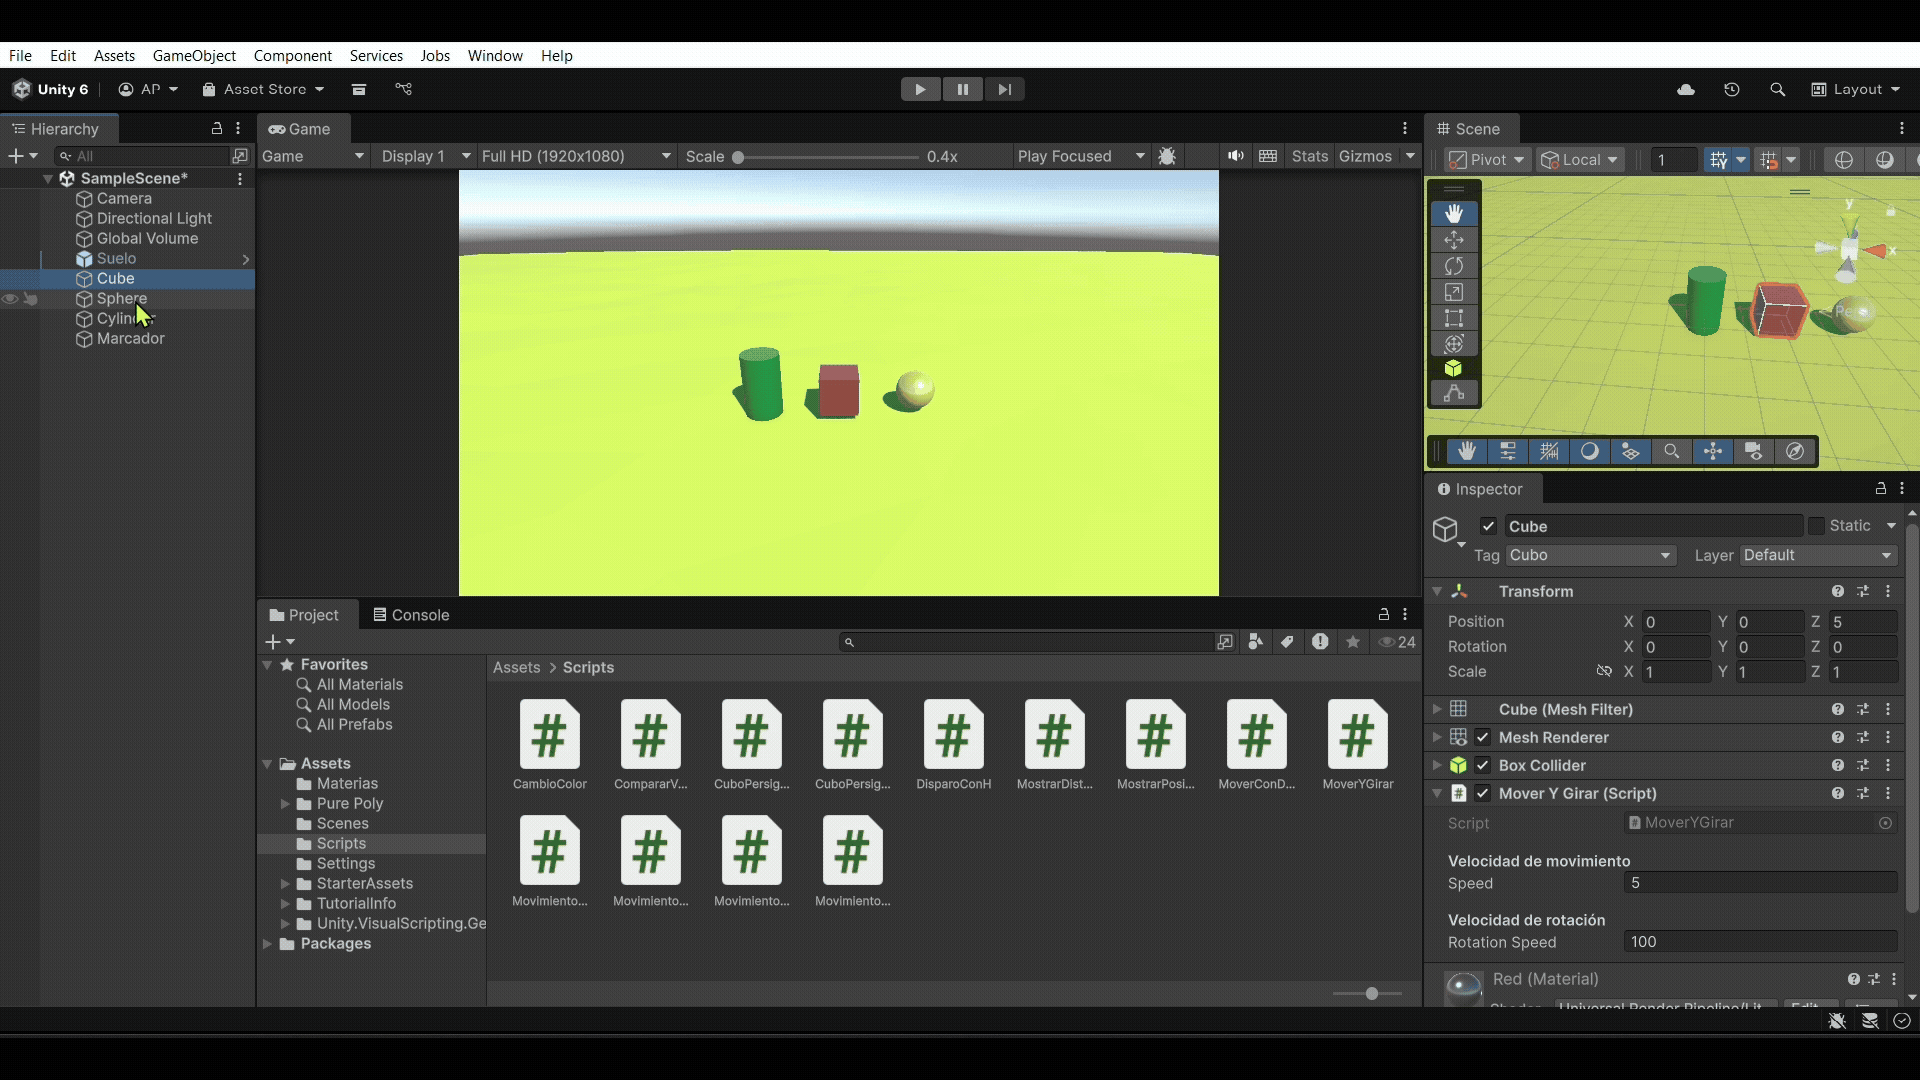 File Edit Assets GameObject Component Services Jobs Window Help
Unity 6 AP Asset Store Layout
Hierarchy
All
SampleScene*
Camera
Directional Light
Global Volume
Suelo
Cube
Sphere
Marcador
Game
Game Display 1 Full HD (1920x1080) Scale 0.4x Play Focused Stats Gizmos
Scene
Pivot Local 1
y
x
Project Console
24
Favorites
All Materials
All Models
All Prefabs
Assets
Materias
Pure Poly
Scenes
Scripts
Settings
StarterAssets
TutorialInfo
Unity.VisualScripting.Ge
Packages
Assets > Scripts
CambioColor CompararV... CuboPersig... CuboPersig... DisparoConH MostrarDist... MostrarPosi... MoverConD... MoverYGirar
Movimiento... Movimiento... Movimiento... Movimiento...
Inspector
Cube Static
Tag Cubo Layer Default
Transform
Position X 0 Y 0 Z 5
Rotation X 0 Y 0 Z 0
Scale X 1 Y 1 Z 1
Cube (Mesh Filter)
Mesh Renderer
Box Collider
Mover Y Girar (Script)
Script MoverYGirar
Velocidad de movimiento
Speed 5
Velocidad de rotación
Rotation Speed 100
Red (Material)